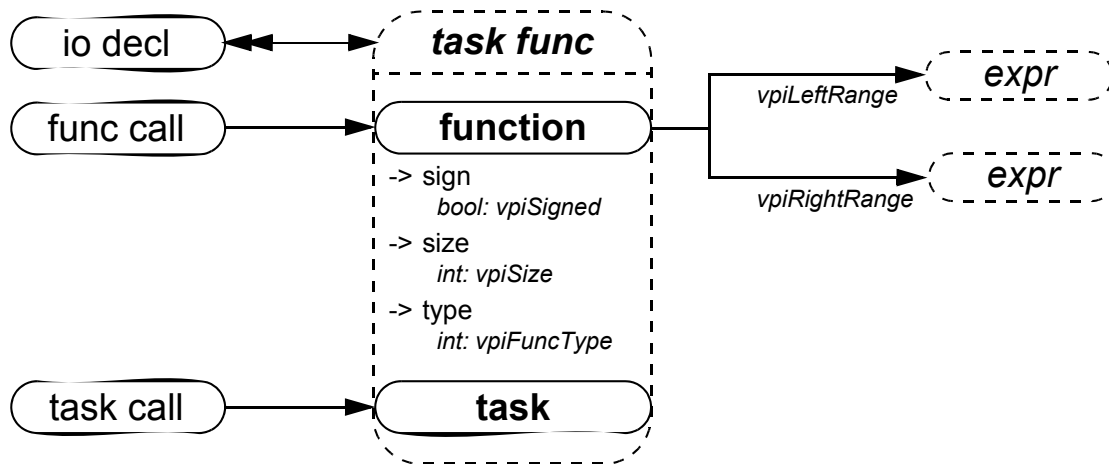 io decl
task func
expr
vpiLeftRange
func call
function
expr
vpiRightRange
-> sign
bool: vpiSigned
-> size
int: vpiSize
-> type
int: vpiFuncType
task call
task